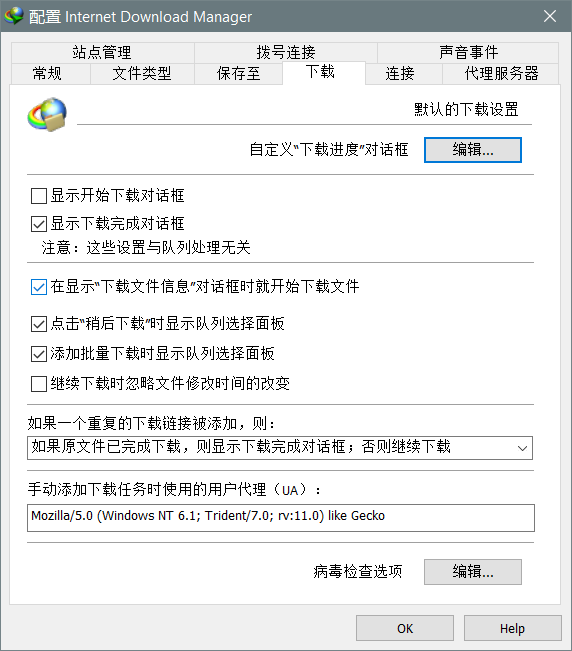 配置 Internet Download Manager
站点管理 拨号连接 声音事件
常规 文件类型 保存至 下载 连接 代理服务器
默认的下载设置
自定义“下载进度”对话框 编辑...
显示开始下载对话框
显示下载完成对话框
注意：这些设置与队列处理无关
在显示“下载文件信息”对话框时就开始下载文件
点击“稍后下载”时显示队列选择面板
添加批量下载时显示队列选择面板
继续下载时忽略文件修改时间的改变
如果一个重复的下载链接被添加，则：
如果原文件已完成下载，则显示下载完成对话框；否则继续下载
手动添加下载任务时使用的用户代理（UA）：
Mozilla/5.0 (Windows NT 6.1; Trident/7.0; rv:11.0) like Gecko
病毒检查选项 编辑...
OK Help